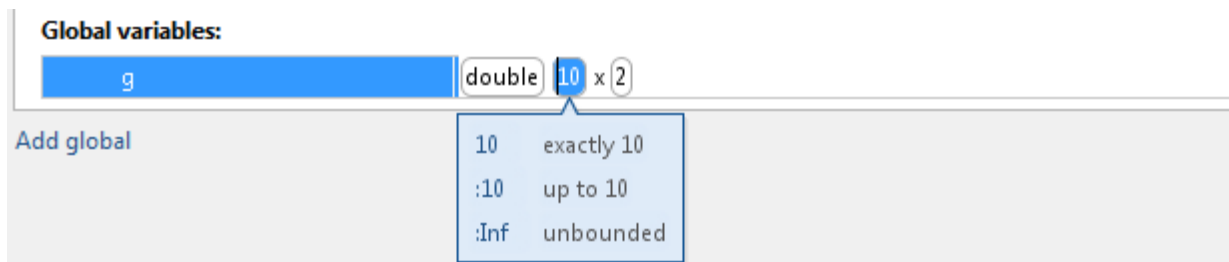 Global variables:
g double 10 x 2
Add global
10 exactly 10
:10 up to 10
:Inf unbounded